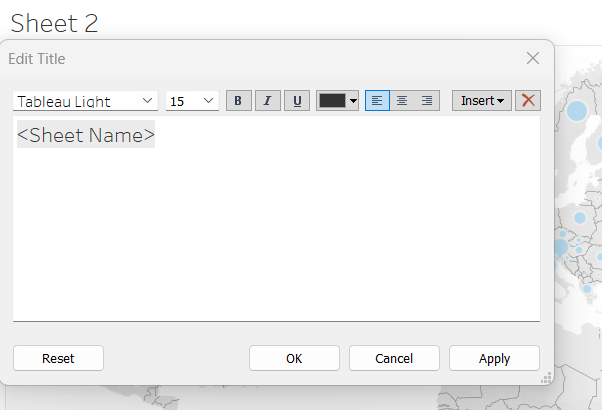 Sheet 2
Edit Title
Tableau Light 15 B I U Insert
<Sheet Name>
Reset OK Cancel Apply